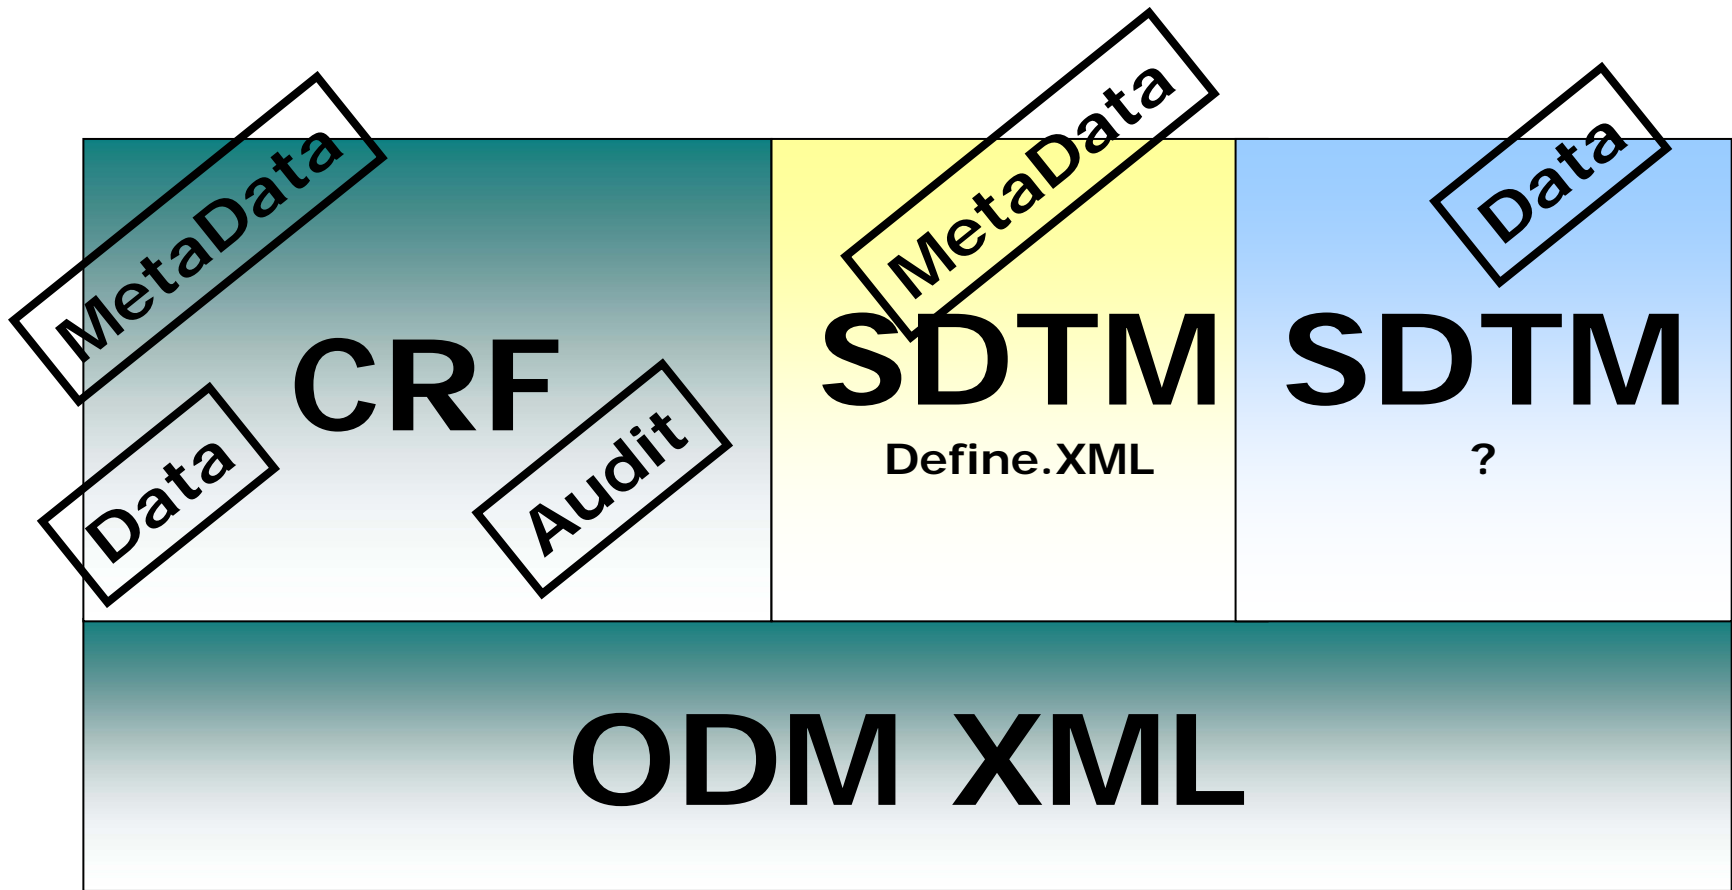 MetaData
MetaData
Data
CRF
SDTM
SDTM
Define.XML
?
Data
Audit
ODM XML